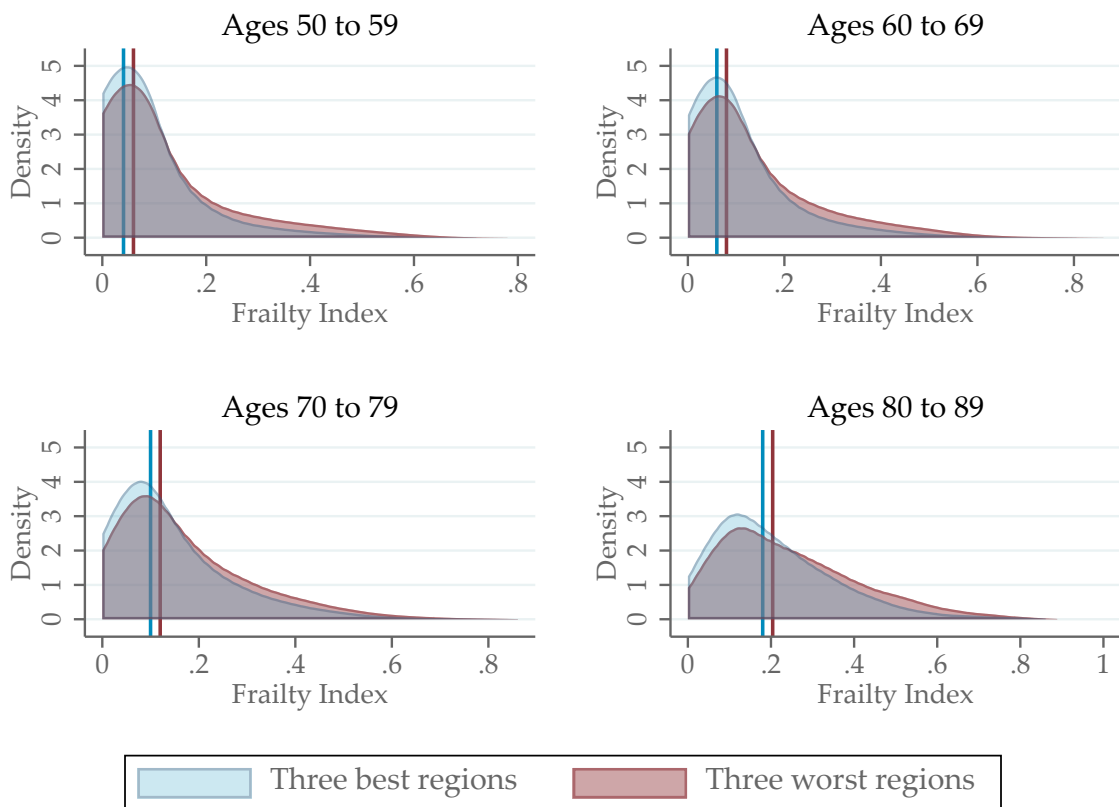 Ages 50 to 59
Density
0 1 2 3 4 5
0 .2 .4 .6 .8
Frailty Index
Ages 60 to 69
Density
0 1 2 3 4 5
0 .2 .4 .6 .8
Frailty Index
Ages 70 to 79
Density
0 1 2 3 4 5
0 .2 .4 .6 .8
Frailty Index
Ages 80 to 89
Density
0 1 2 3 4 5
0 .2 .4 .6 .8 1
Frailty Index
Three best regions
Three worst regions